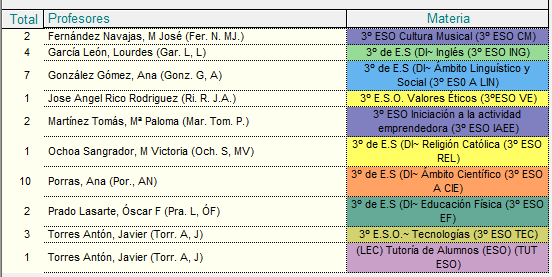 Total Profesores Materia
2 Fernández Navajas, M José (Fer. N. MJ.) 3º ESO Cultura Musical (3º ESO CM)
4 García León, Lourdes (Gar. L, L) 3º de E.S (DI~ Inglés (3º ESO ING)
7 González Gómez, Ana (Gonz. G, A) 3º de E.S (DI~ Ámbito Linguístico y
Social (3º ES0 A LIN)
1 Jose Angel Rico Rodriguez (Ri. R. J.A.) 3º E.S.O. Valores Éticos (3ºESO VE)
2 Martínez Tomás, Mª Paloma (Mar. Tom. P.) 3º ESO Iniciación a la actividad
emprendedora (3º ESO IAEE)
1 Ochoa Sangrador, M Victoria (Och. S, MV) 3º de E.S (DI~ Religión Católica (3º ESO
REL)
10 Porras, Ana (Por., AN) 3º de E.S (DI~ Ámbito Científico (3º ESO
A CIE)
2 Prado Lasarte, Óscar F (Pra. L, ÓF) 3º de E.S (DI~ Educación Física (3º ESO
EF)
3 Torres Antón, Javier (Torr. A, J) 3º E.S.O.~ Tecnologías (3º ESO TEC)
1 Torres Antón, Javier (Torr. A, J) (LEC) Tutoría de Alumnos (ESO) (TUT
ESO)